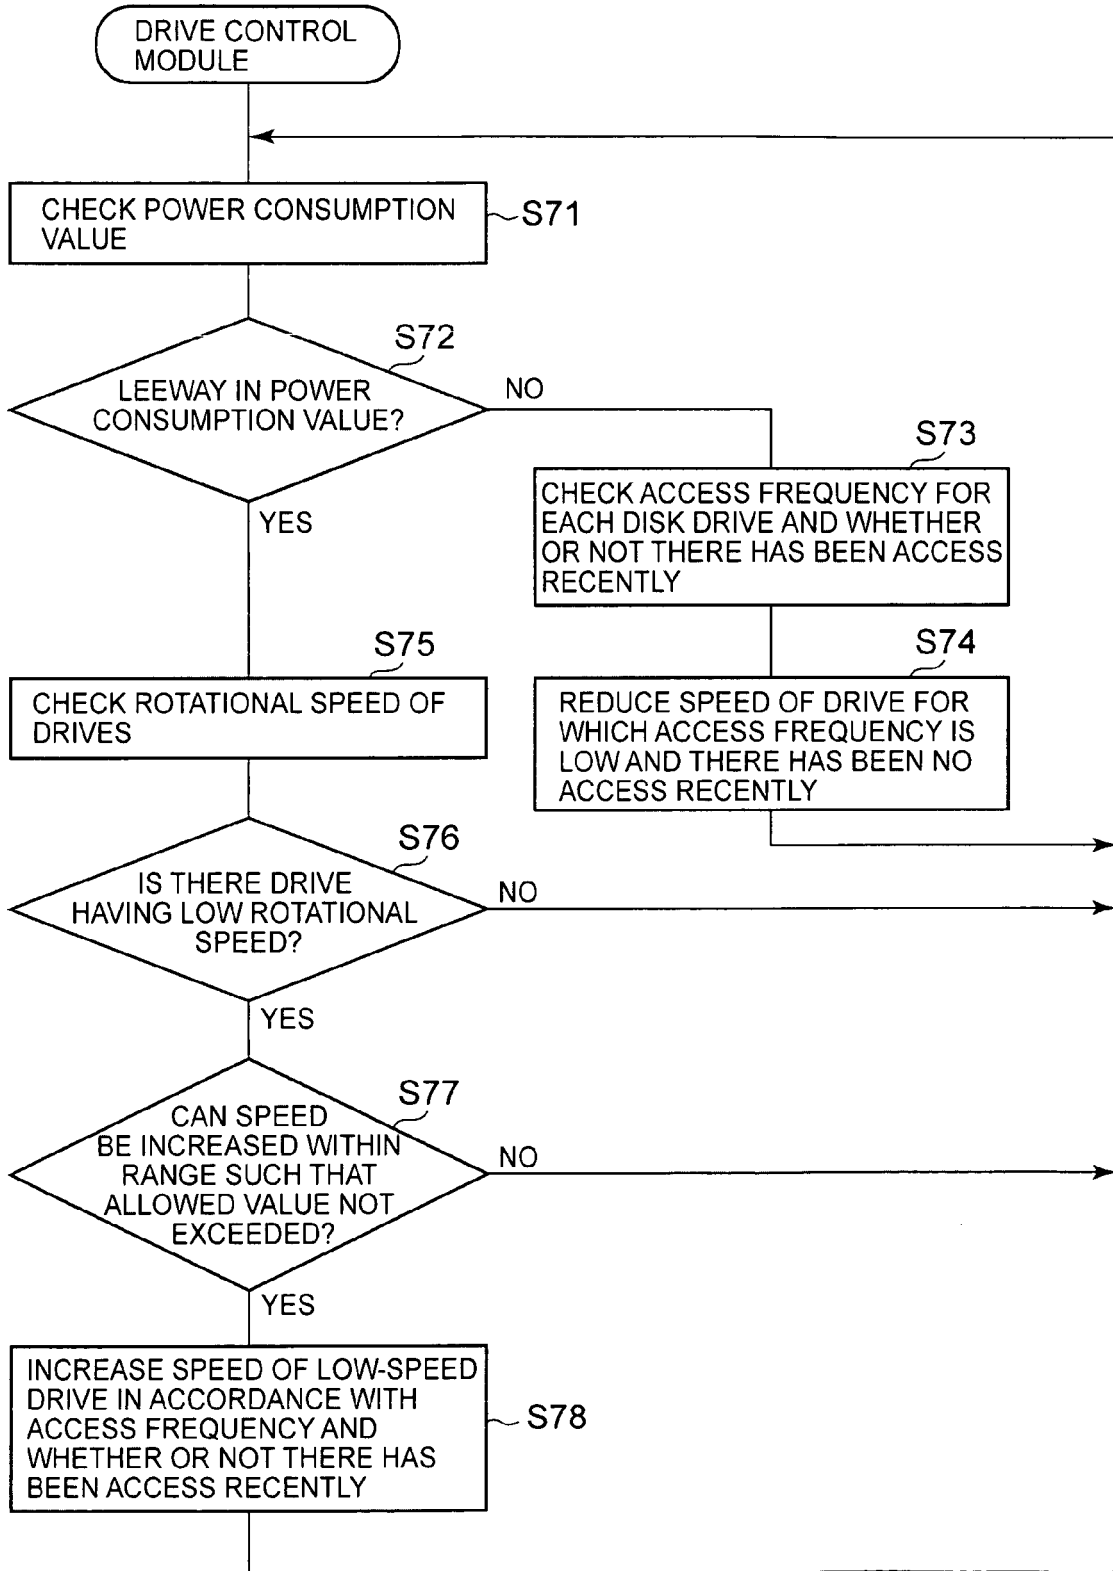 DRIVE CONTROL
MODULE
CHECK POWER CONSUMPTION
VALUE
S71
S72
LEEWAY IN POWER
CONSUMPTION VALUE?
NO
YES
S73
CHECK ACCESS FREQUENCY FOR
EACH DISK DRIVE AND WHETHER
OR NOT THERE HAS BEEN ACCESS
RECENTLY
S74
REDUCE SPEED OF DRIVE FOR
WHICH ACCESS FREQUENCY IS
LOW AND THERE HAS BEEN NO
ACCESS RECENTLY
S75
CHECK ROTATIONAL SPEED OF
DRIVES
S76
IS THERE DRIVE
HAVING LOW ROTATIONAL
SPEED?
NO
YES
S77
CAN SPEED
BE INCREASED WITHIN
RANGE SUCH THAT
ALLOWED VALUE NOT
EXCEEDED?
NO
YES
INCREASE SPEED OF LOW-SPEED
DRIVE IN ACCORDANCE WITH
ACCESS FREQUENCY AND
WHETHER OR NOT THERE HAS
BEEN ACCESS RECENTLY
S78